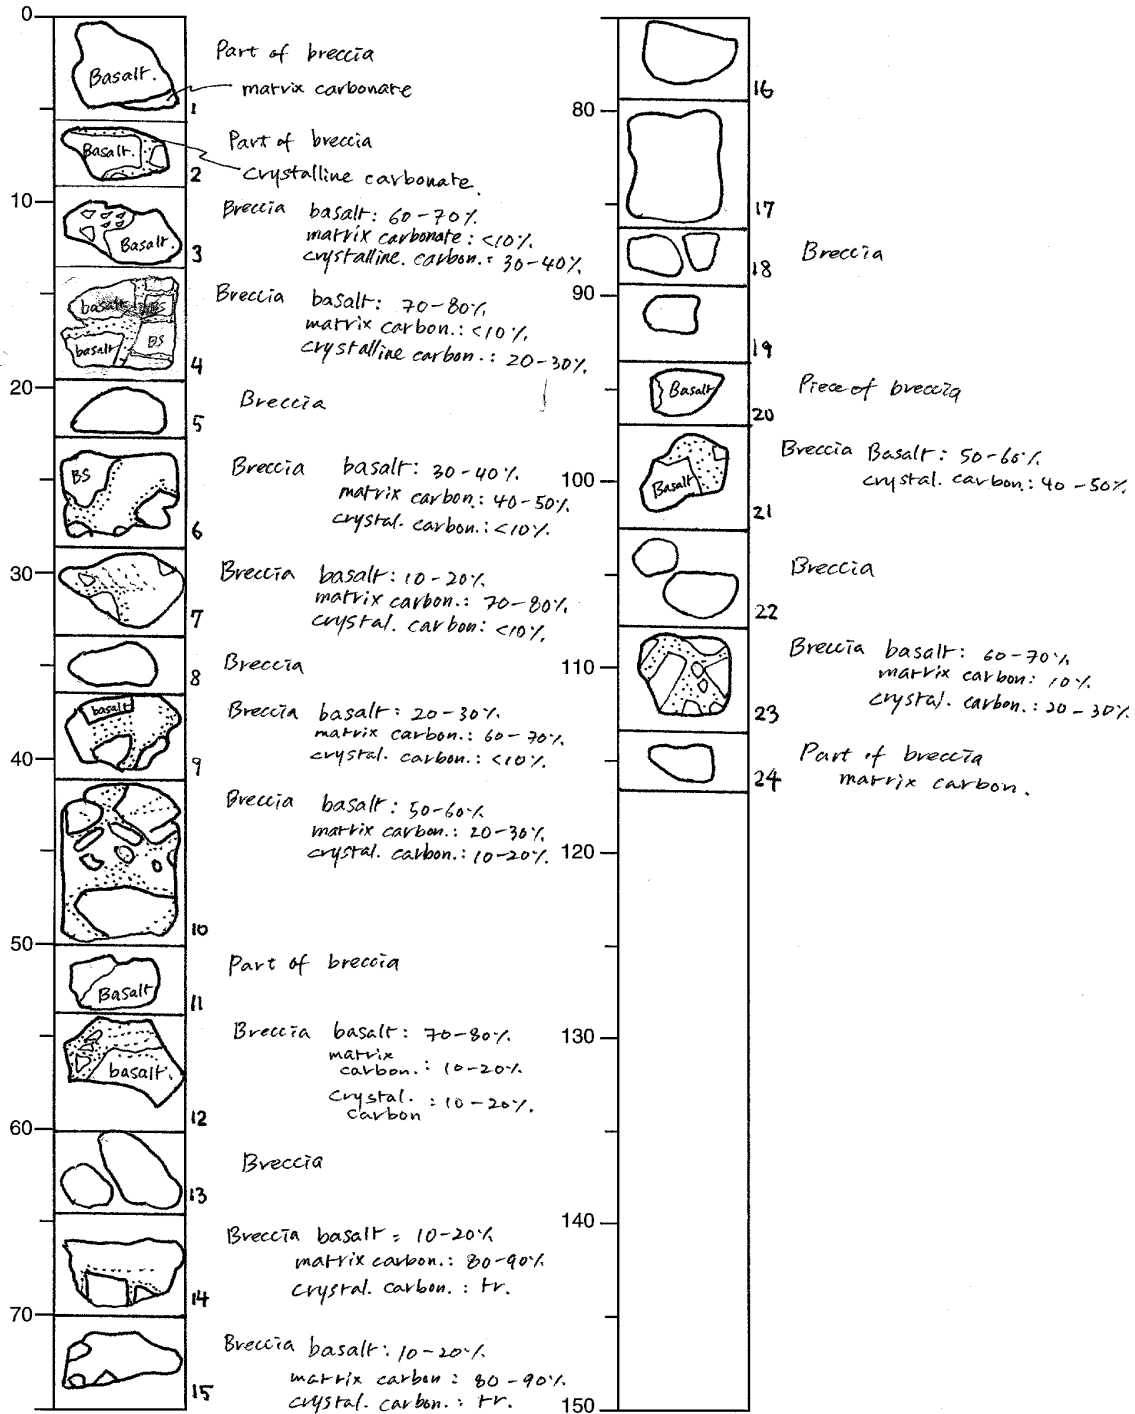 0
Basalt.
Part of breccia
matrix carbonate
1
Basalt.
Part of breccia
Crystalline carbonate.
2
10
Basalt.
Breccia basalt: 60-70%.
matrix carbonate: <10%.
crystalline. carbon.: 30-40%.
3
basalt
BS
basalt
BS
Breccia basalt: 70-80%.
matrix carbon.: <10%.
crystalline carbon.: 20-30%.
4
20
Breccia
5
BS
Breccia basalt: 30-40%.
matrix carbon.: 40-50%.
crystal. carbon.: <10%.
6
30
Breccia basalt: 10-20%.
matrix carbon.: 70-80%.
crystal. carbon: <10%.
7
Breccia
8
basalt
Breccia basalt: 20-30%.
matrix carbon.: 60-70%.
crystal. carbon.: <10%.
9
40
Breccia basalt: 50-60%.
matrix carbon.: 20-30%.
crystal. carbon.: 10-20%.
10
50
Part of breccia
Basalt
11
Breccia basalt: 70-80%.
matrix
carbon.: 10-20%.
crystal.
carbon : 10-20%.
basalt.
12
60
Breccia
13
Breccia basalt: 10-20%.
matrix carbon.: 80-90%.
crystal. carbon.: tr.
14
70
Breccia basalt: 10-20%.
matrix carbon: 80-90%.
crystal. carbon.: tr.
15
16
80
17
Breccia
18
90
19
Basalt
Piece of breccia
20
Breccia Basalt: 50-60%.
crystal. carbon.: 40-50%.
100
Basalt
21
Breccia
22
110
Breccia basalt: 60-70%.
matrix carbon: 10%.
crystal. carbon.: 20-30%.
23
Part of breccia
matrix carbon.
24
120
130
140
150